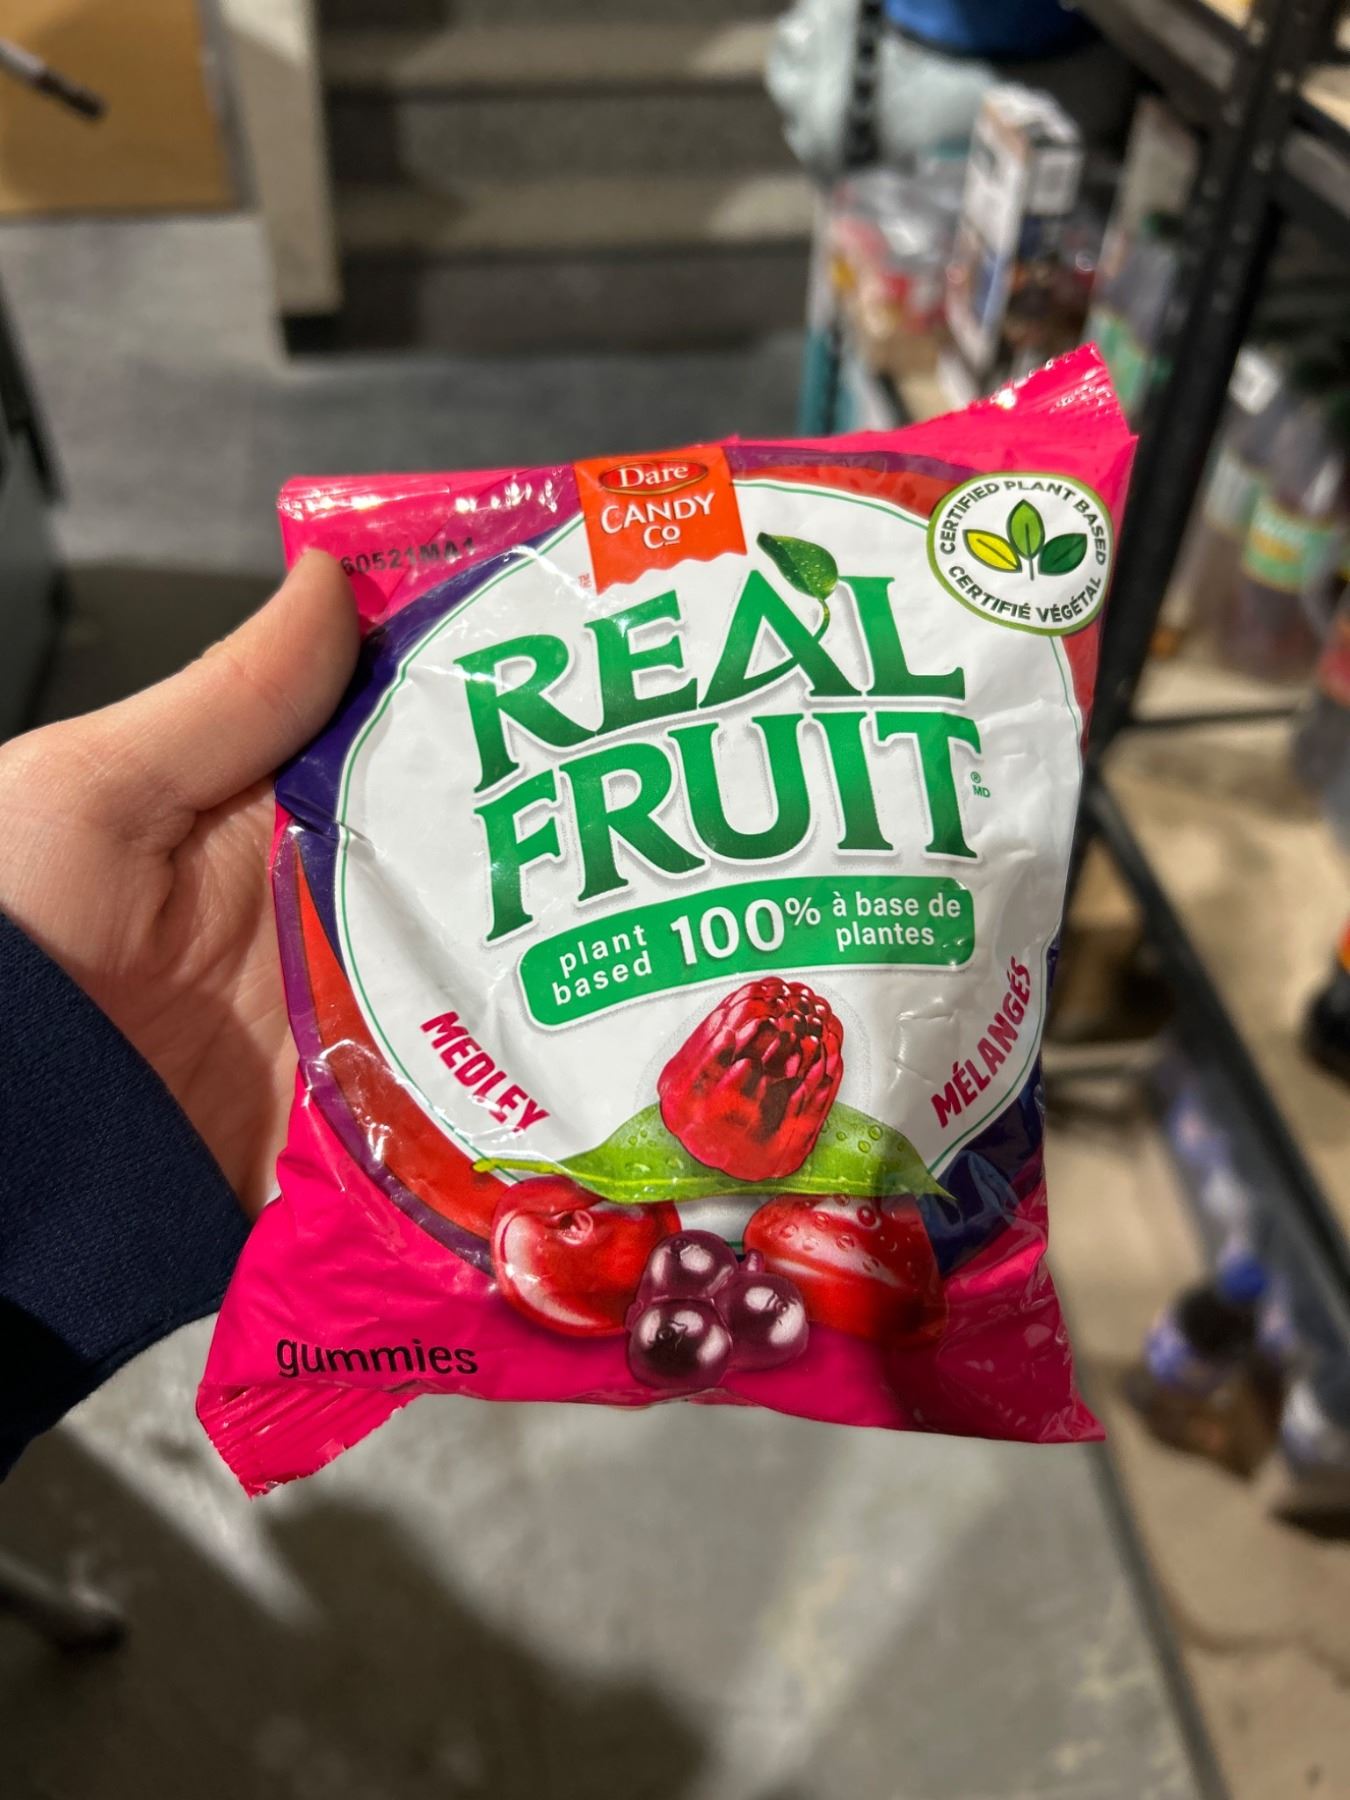 Dare
CANDY
Co
™
60521MA1
CERTIFIED PLANT BASED
CERTIFIÉ VÉGÉTAL
REAL
FRUIT
®
MD
plant based 100% à base de plantes
MEDLEY
MÉLANGÉS
gummies